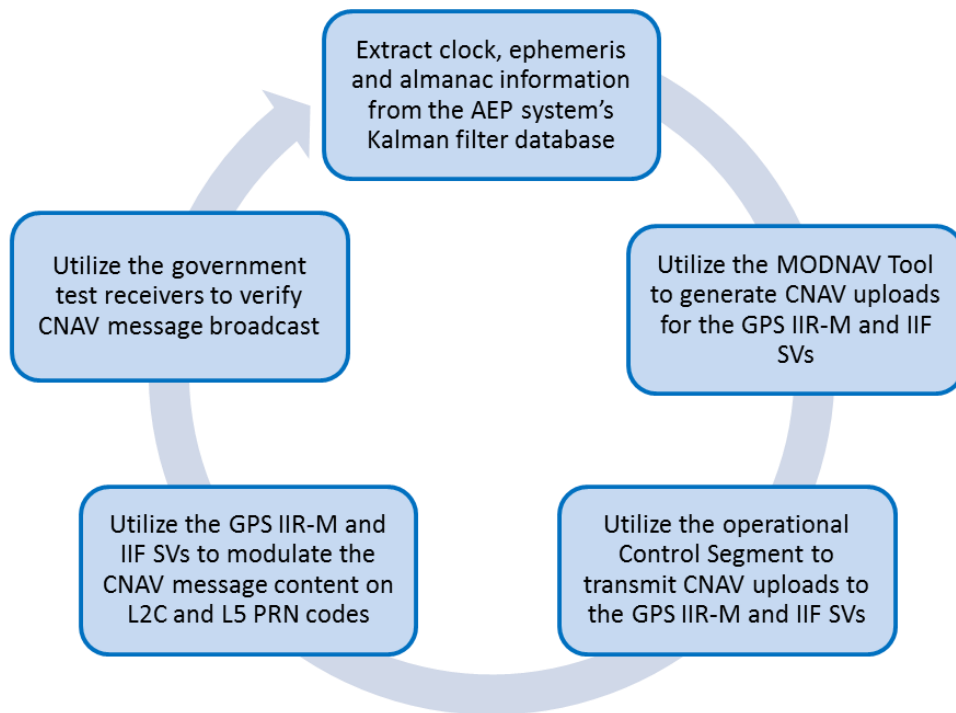 Extract clock, ephemeris
and almanac information
from the AEP system's
Kalman filter database
Utilize the MODNAV Tool
to generate CNAV uploads
for the GPS IIR-M and IIF
SVs
Utilize the operational
Control Segment to
transmit CNAV uploads to
the GPS IIR-M and IIF SVs
Utilize the GPS IIR-M and
IIF SVs to modulate the
CNAV message content on
L2C and L5 PRN codes
Utilize the government
test receivers to verify
CNAV message broadcast